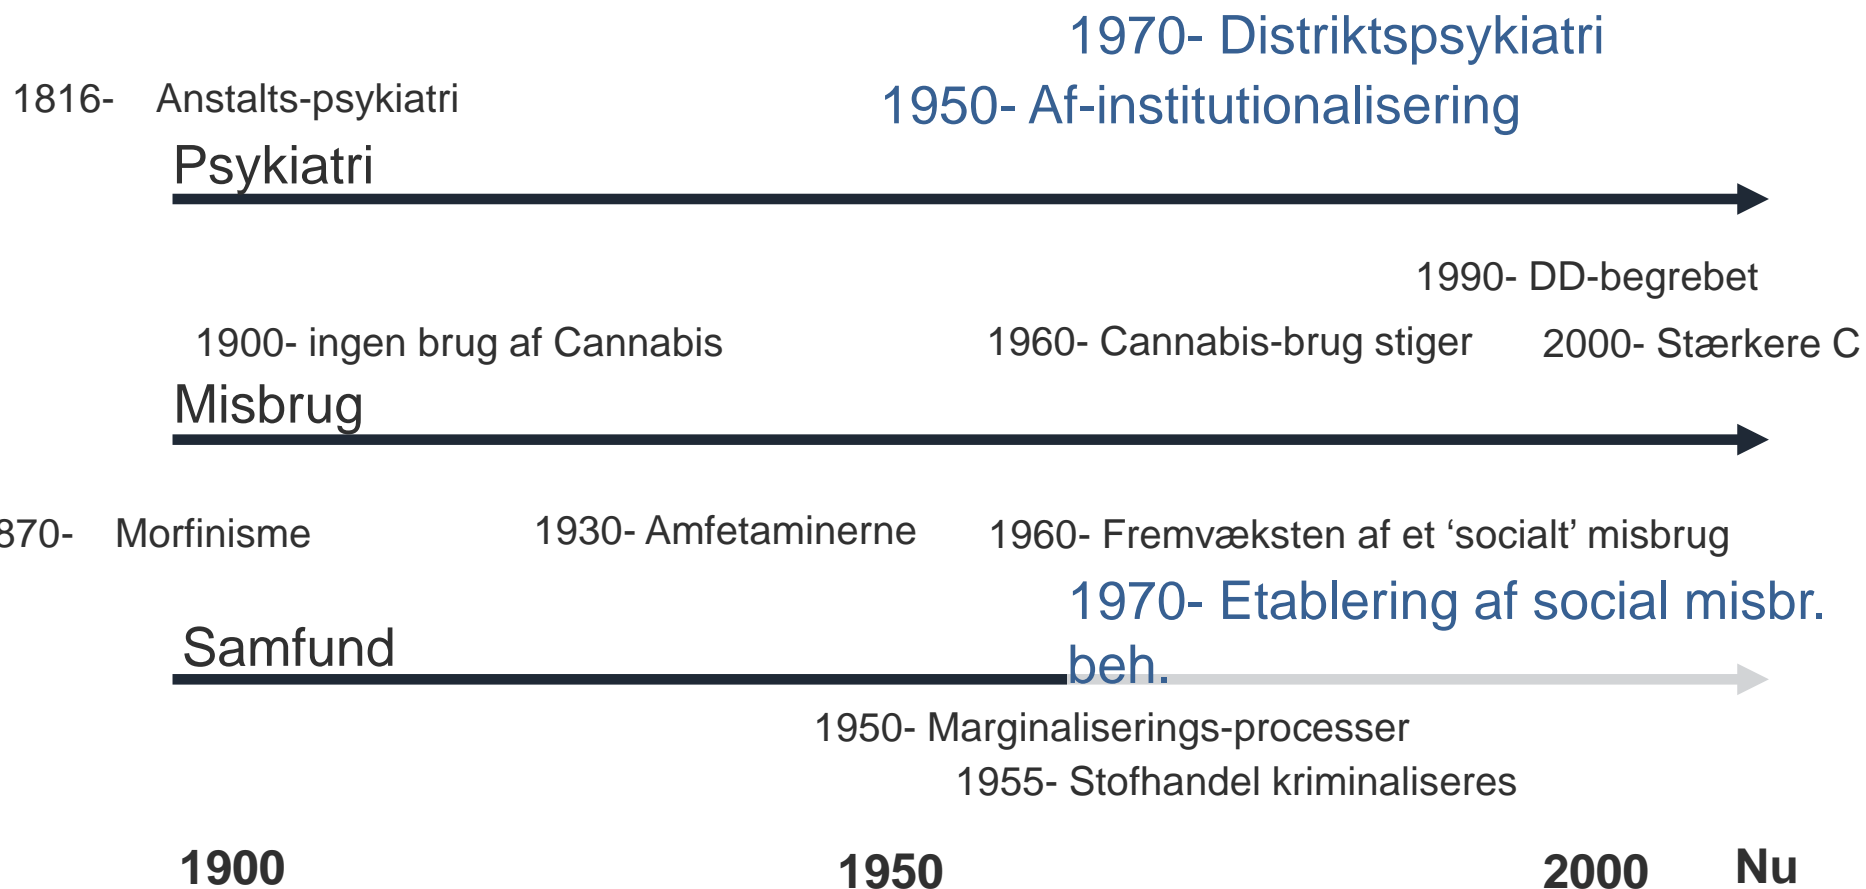 1970- Distriktspsykiatri
1816- Anstalts-psykiatri
1950- Af-institutionalisering
Psykiatri
1990- DD-begrebet
1900- ingen brug af Cannabis
1960- Cannabis-brug stiger
2000- Stærkere C
Misbrug
870- Morfinisme
1930- Amfetaminerne
1960- Fremvæksten af et ‘socialt’ misbrug
1970- Etablering af social misbr.
beh.
Samfund
1950- Marginaliserings-processer
1955- Stofhandel kriminaliseres
1900
1950
2000
Nu